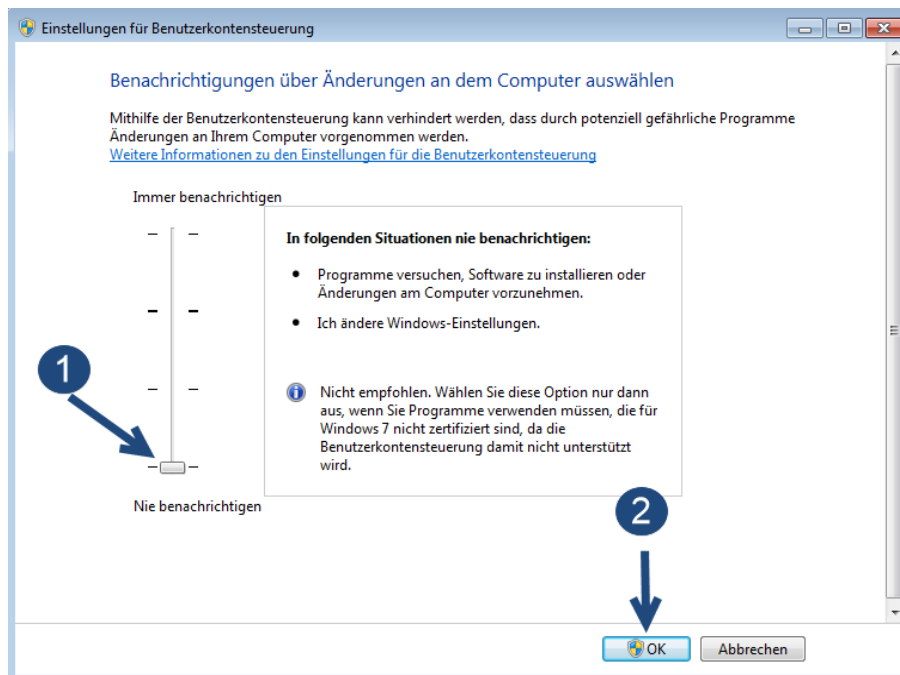 Einstellungen für Benutzerkontensteuerung
Benachrichtigungen über Änderungen an dem Computer auswählen
Mithilfe der Benutzerkontensteuerung kann verhindert werden, dass durch potenziell gefährliche Programme
Änderungen an Ihrem Computer vorgenommen werden.
Weitere Informationen zu den Einstellungen für die Benutzerkontensteuerung
Immer benachrichtigen
In folgenden Situationen nie benachrichtigen:
Programme versuchen, Software zu installieren oder
Änderungen am Computer vorzunehmen.
Ich ändere Windows-Einstellungen.
1
Nicht empfohlen. Wählen Sie diese Option nur dann
aus, wenn Sie Programme verwenden müssen, die für
Windows 7 nicht zertifiziert sind, da die
Benutzerkontensteuerung damit nicht unterstützt
wird.
Nie benachrichtigen
2
OK
Abbrechen